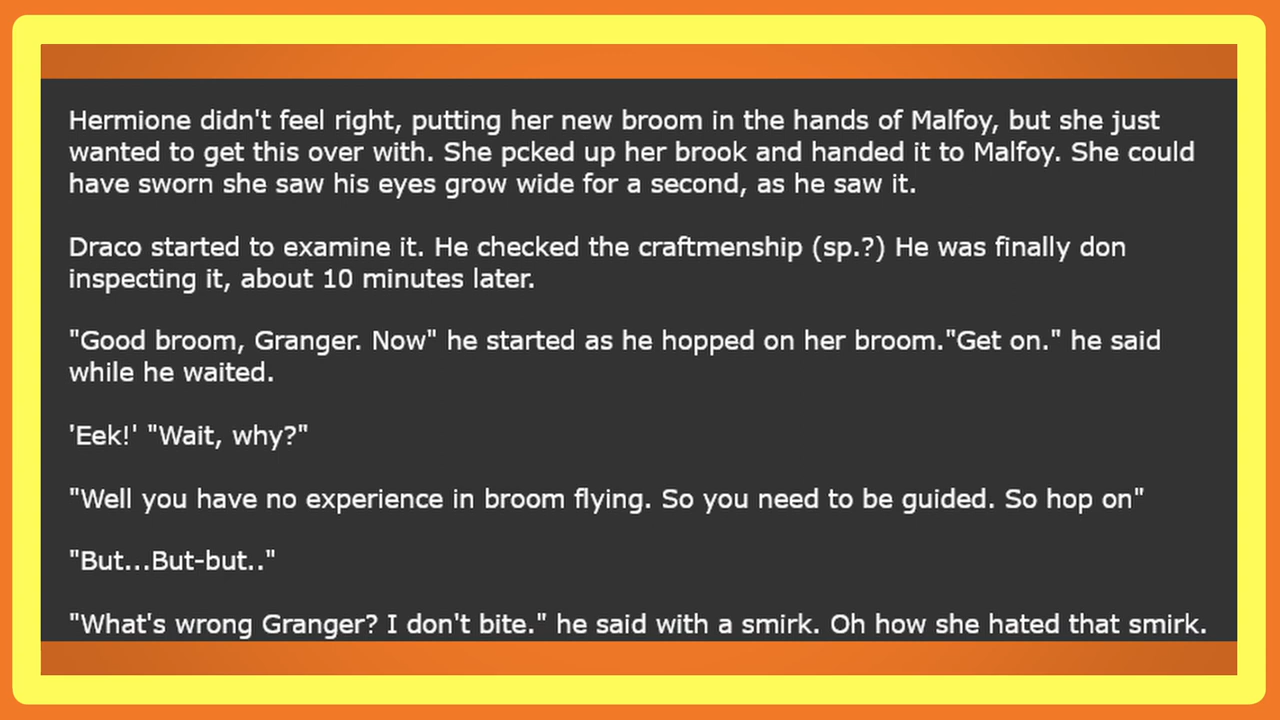 Hermione didn't feel right, putting her new broom in the hands of Malfoy, but she just
wanted to get this over with. She pcked up her brook and handed it to Malfoy. She could
have sworn she saw his eyes grow wide for a second, as he saw it.
Draco started to examine it. He checked the craftmenship (sp.?) He was finally don
inspecting it, about 10 minutes later.
"Good broom, Granger. Now" he started as he hopped on her broom."Get on." he said
while he waited.
'Eek!' "Wait, why?"
"Well you have no experience in broom flying. So you need to be guided. So hop on"
"But...But-but.."
"What's wrong Granger? I don't bite." he said with a smirk. Oh how she hated that smirk.